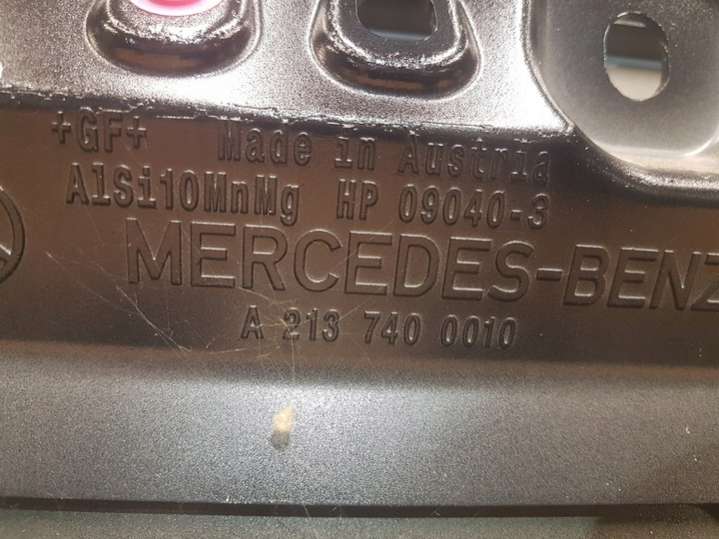 +GF+ Made in Austria
AlSi10MnMg HP 09040-3
MERCEDES-BENZ
A 213 740 0010